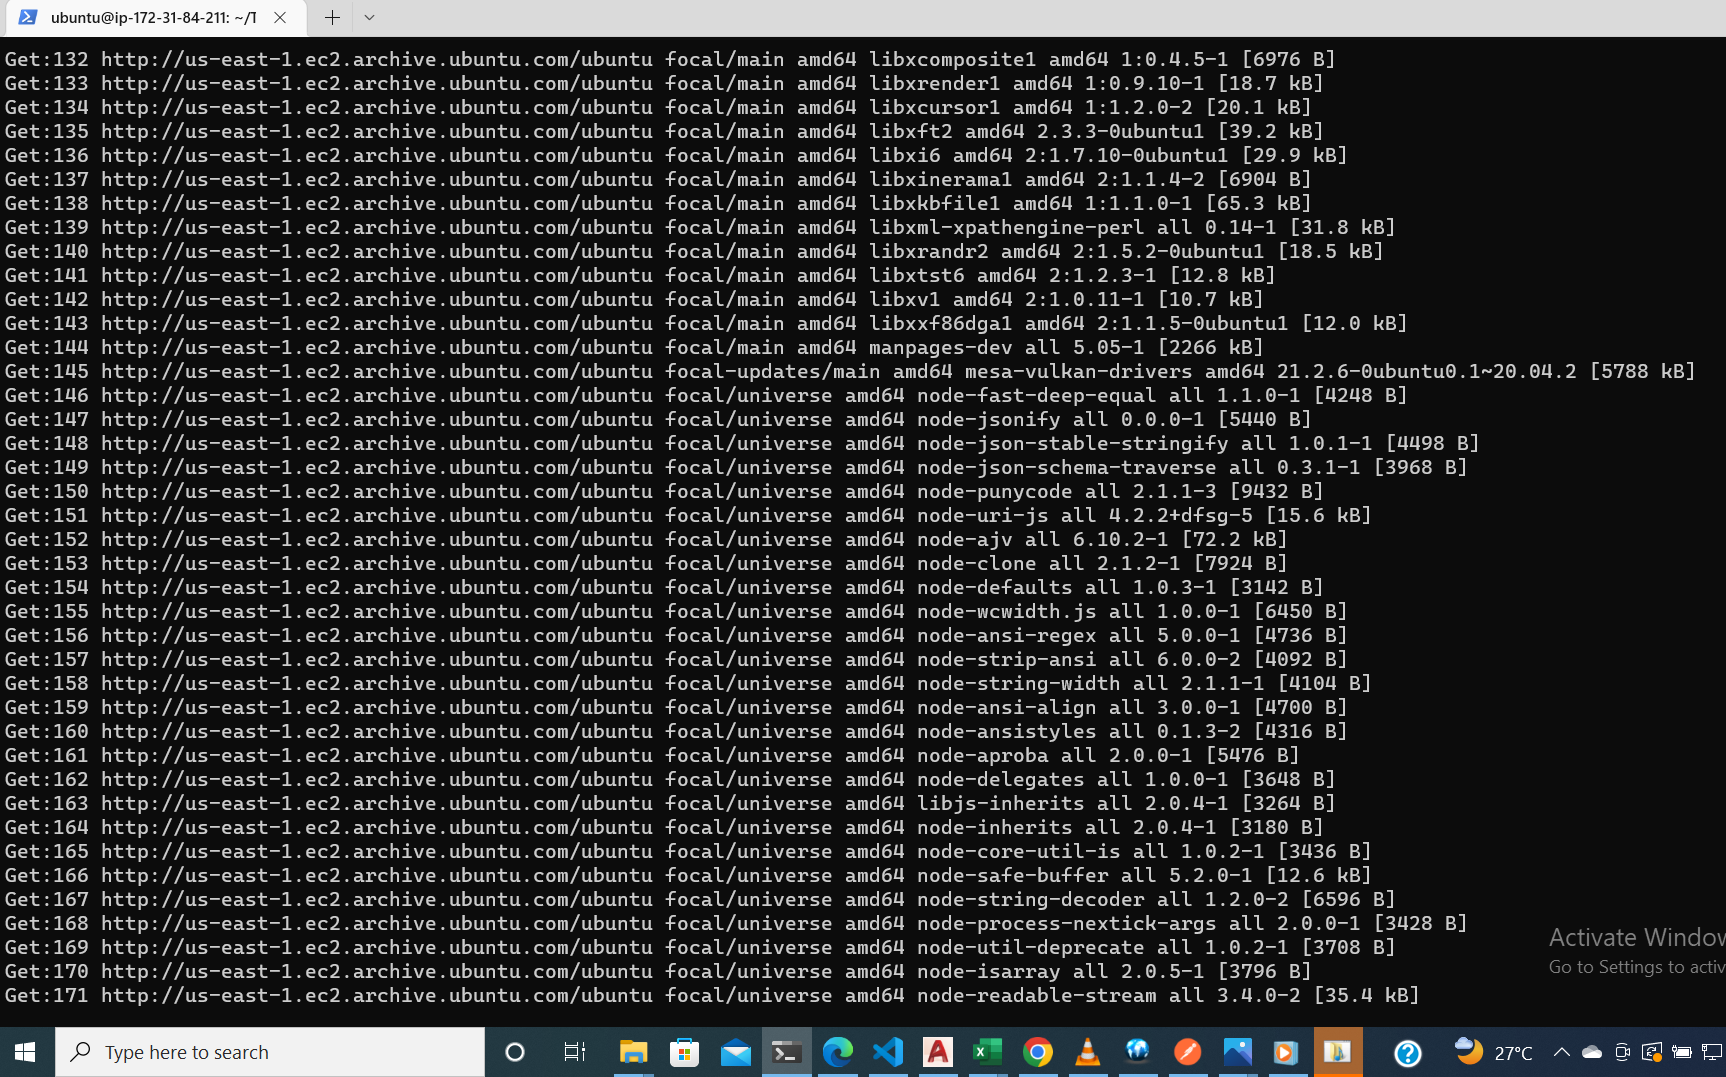 ubuntu@ip-172-31-84-211: ~/T
Get:132 http://us-east-1.ec2.archive.ubuntu.com/ubuntu focal/main amd64 libxcomposite1 amd64 1:0.4.5-1 [6976 B]
Get:133 http://us-east-1.ec2.archive.ubuntu.com/ubuntu focal/main amd64 libxrender1 amd64 1:0.9.10-1 [18.7 kB]
Get:134 http://us-east-1.ec2.archive.ubuntu.com/ubuntu focal/main amd64 libxcursor1 amd64 1:1.2.0-2 [20.1 kB]
Get:135 http://us-east-1.ec2.archive.ubuntu.com/ubuntu focal/main amd64 libxft2 amd64 2.3.3-0ubuntu1 [39.2 kB]
Get:136 http://us-east-1.ec2.archive.ubuntu.com/ubuntu focal/main amd64 libxi6 amd64 2:1.7.10-0ubuntu1 [29.9 kB]
Get:137 http://us-east-1.ec2.archive.ubuntu.com/ubuntu focal/main amd64 libxinerama1 amd64 2:1.1.4-2 [6904 B]
Get:138 http://us-east-1.ec2.archive.ubuntu.com/ubuntu focal/main amd64 libxkbfile1 amd64 1:1.1.0-1 [65.3 kB]
Get:139 http://us-east-1.ec2.archive.ubuntu.com/ubuntu focal/main amd64 libxml-xpathengine-perl all 0.14-1 [31.8 kB]
Get:140 http://us-east-1.ec2.archive.ubuntu.com/ubuntu focal/main amd64 libxrandr2 amd64 2:1.5.2-0ubuntu1 [18.5 kB]
Get:141 http://us-east-1.ec2.archive.ubuntu.com/ubuntu focal/main amd64 libxtst6 amd64 2:1.2.3-1 [12.8 kB]
Get:142 http://us-east-1.ec2.archive.ubuntu.com/ubuntu focal/main amd64 libxv1 amd64 2:1.0.11-1 [10.7 kB]
Get:143 http://us-east-1.ec2.archive.ubuntu.com/ubuntu focal/main amd64 libxxf86dga1 amd64 2:1.1.5-0ubuntu1 [12.0 kB]
Get:144 http://us-east-1.ec2.archive.ubuntu.com/ubuntu focal/main amd64 manpages-dev all 5.05-1 [2266 kB]
Get:145 http://us-east-1.ec2.archive.ubuntu.com/ubuntu focal-updates/main amd64 mesa-vulkan-drivers amd64 21.2.6-0ubuntu0.1~20.04.2 [5788 kB]
Get:146 http://us-east-1.ec2.archive.ubuntu.com/ubuntu focal/universe amd64 node-fast-deep-equal all 1.1.0-1 [4248 B]
Get:147 http://us-east-1.ec2.archive.ubuntu.com/ubuntu focal/universe amd64 node-jsonify all 0.0.0-1 [5440 B]
Get:148 http://us-east-1.ec2.archive.ubuntu.com/ubuntu focal/universe amd64 node-json-stable-stringify all 1.0.1-1 [4498 B]
Get:149 http://us-east-1.ec2.archive.ubuntu.com/ubuntu focal/universe amd64 node-json-schema-traverse all 0.3.1-1 [3968 B]
Get:150 http://us-east-1.ec2.archive.ubuntu.com/ubuntu focal/universe amd64 node-punycode all 2.1.1-3 [9432 B]
Get:151 http://us-east-1.ec2.archive.ubuntu.com/ubuntu focal/universe amd64 node-uri-js all 4.2.2+dfsg-5 [15.6 kB]
Get:152 http://us-east-1.ec2.archive.ubuntu.com/ubuntu focal/universe amd64 node-ajv all 6.10.2-1 [72.2 kB]
Get:153 http://us-east-1.ec2.archive.ubuntu.com/ubuntu focal/universe amd64 node-clone all 2.1.2-1 [7924 B]
Get:154 http://us-east-1.ec2.archive.ubuntu.com/ubuntu focal/universe amd64 node-defaults all 1.0.3-1 [3142 B]
Get:155 http://us-east-1.ec2.archive.ubuntu.com/ubuntu focal/universe amd64 node-wcwidth.js all 1.0.0-1 [6450 B]
Get:156 http://us-east-1.ec2.archive.ubuntu.com/ubuntu focal/universe amd64 node-ansi-regex all 5.0.0-1 [4736 B]
Get:157 http://us-east-1.ec2.archive.ubuntu.com/ubuntu focal/universe amd64 node-strip-ansi all 6.0.0-2 [4092 B]
Get:158 http://us-east-1.ec2.archive.ubuntu.com/ubuntu focal/universe amd64 node-string-width all 2.1.1-1 [4104 B]
Get:159 http://us-east-1.ec2.archive.ubuntu.com/ubuntu focal/universe amd64 node-ansi-align all 3.0.0-1 [4700 B]
Get:160 http://us-east-1.ec2.archive.ubuntu.com/ubuntu focal/universe amd64 node-ansistyles all 0.1.3-2 [4316 B]
Get:161 http://us-east-1.ec2.archive.ubuntu.com/ubuntu focal/universe amd64 node-aproba all 2.0.0-1 [5476 B]
Get:162 http://us-east-1.ec2.archive.ubuntu.com/ubuntu focal/universe amd64 node-delegates all 1.0.0-1 [3648 B]
Get:163 http://us-east-1.ec2.archive.ubuntu.com/ubuntu focal/universe amd64 libjs-inherits all 2.0.4-1 [3264 B]
Get:164 http://us-east-1.ec2.archive.ubuntu.com/ubuntu focal/universe amd64 node-inherits all 2.0.4-1 [3180 B]
Get:165 http://us-east-1.ec2.archive.ubuntu.com/ubuntu focal/universe amd64 node-core-util-is all 1.0.2-1 [3436 B]
Get:166 http://us-east-1.ec2.archive.ubuntu.com/ubuntu focal/universe amd64 node-safe-buffer all 5.2.0-1 [12.6 kB]
Get:167 http://us-east-1.ec2.archive.ubuntu.com/ubuntu focal/universe amd64 node-string-decoder all 1.2.0-2 [6596 B]
Get:168 http://us-east-1.ec2.archive.ubuntu.com/ubuntu focal/universe amd64 node-process-nextick-args all 2.0.0-1 [3428 B]
Get:169 http://us-east-1.ec2.archive.ubuntu.com/ubuntu focal/universe amd64 node-util-deprecate all 1.0.2-1 [3708 B]
Get:170 http://us-east-1.ec2.archive.ubuntu.com/ubuntu focal/universe amd64 node-isarray all 2.0.5-1 [3796 B]
Get:171 http://us-east-1.ec2.archive.ubuntu.com/ubuntu focal/universe amd64 node-readable-stream all 3.4.0-2 [35.4 kB]
Activate Window
Go to Settings to activ
Type here to search
27°C